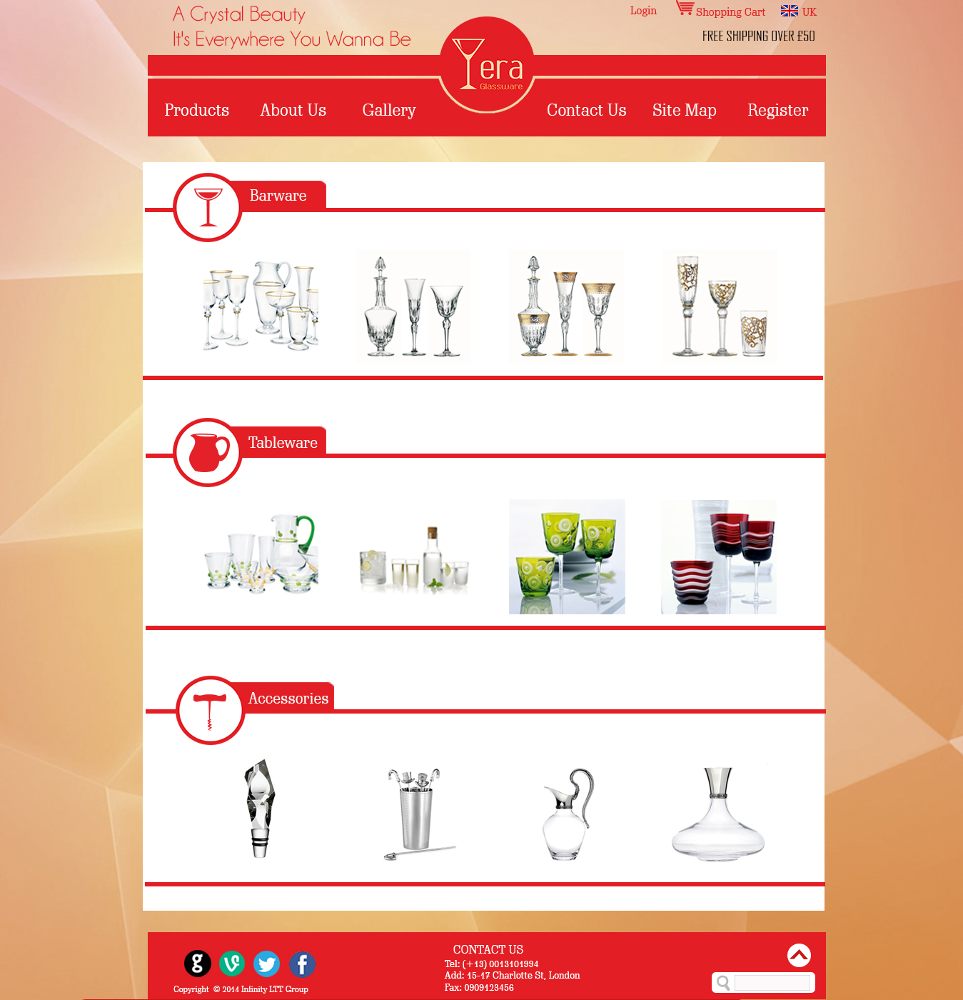 A Crystal Beauty
It's Everywhere You Wanna Be
Login
Shopping Cart
UK
FREE SHIPPING OVER £50
Yera
Glassware
Products
About Us
Gallery
Contact Us
Site Map
Register
Barware
Tableware
Accessories
CONTACT US
Tel: (+13) 0013101994
Add: 15-17 Charlotte St, London
Fax: 0909123456
Copyright © 2014 Infinity LTT Group